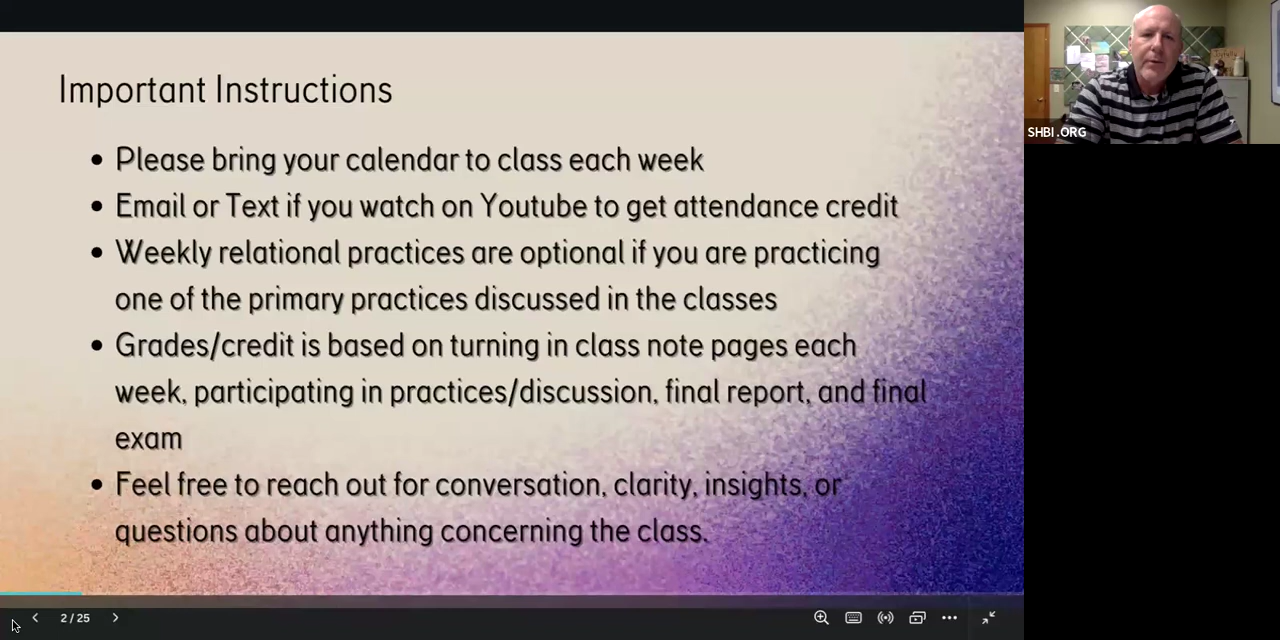 Important Instructions
• Please bring your calendar to class each week
• Email or Text if you watch on Youtube to get attendance credit
• Weekly relational practices are optional if you are practicing
one of the primary practices discussed in the classes
• Grades/credit is based on turning in class note pages each
week, participating in practices/discussion, final report, and final
exam
• Feel free to reach out for conversation, clarity, insights, or
questions about anything concerning the class.
2 / 25
SHBI.ORG